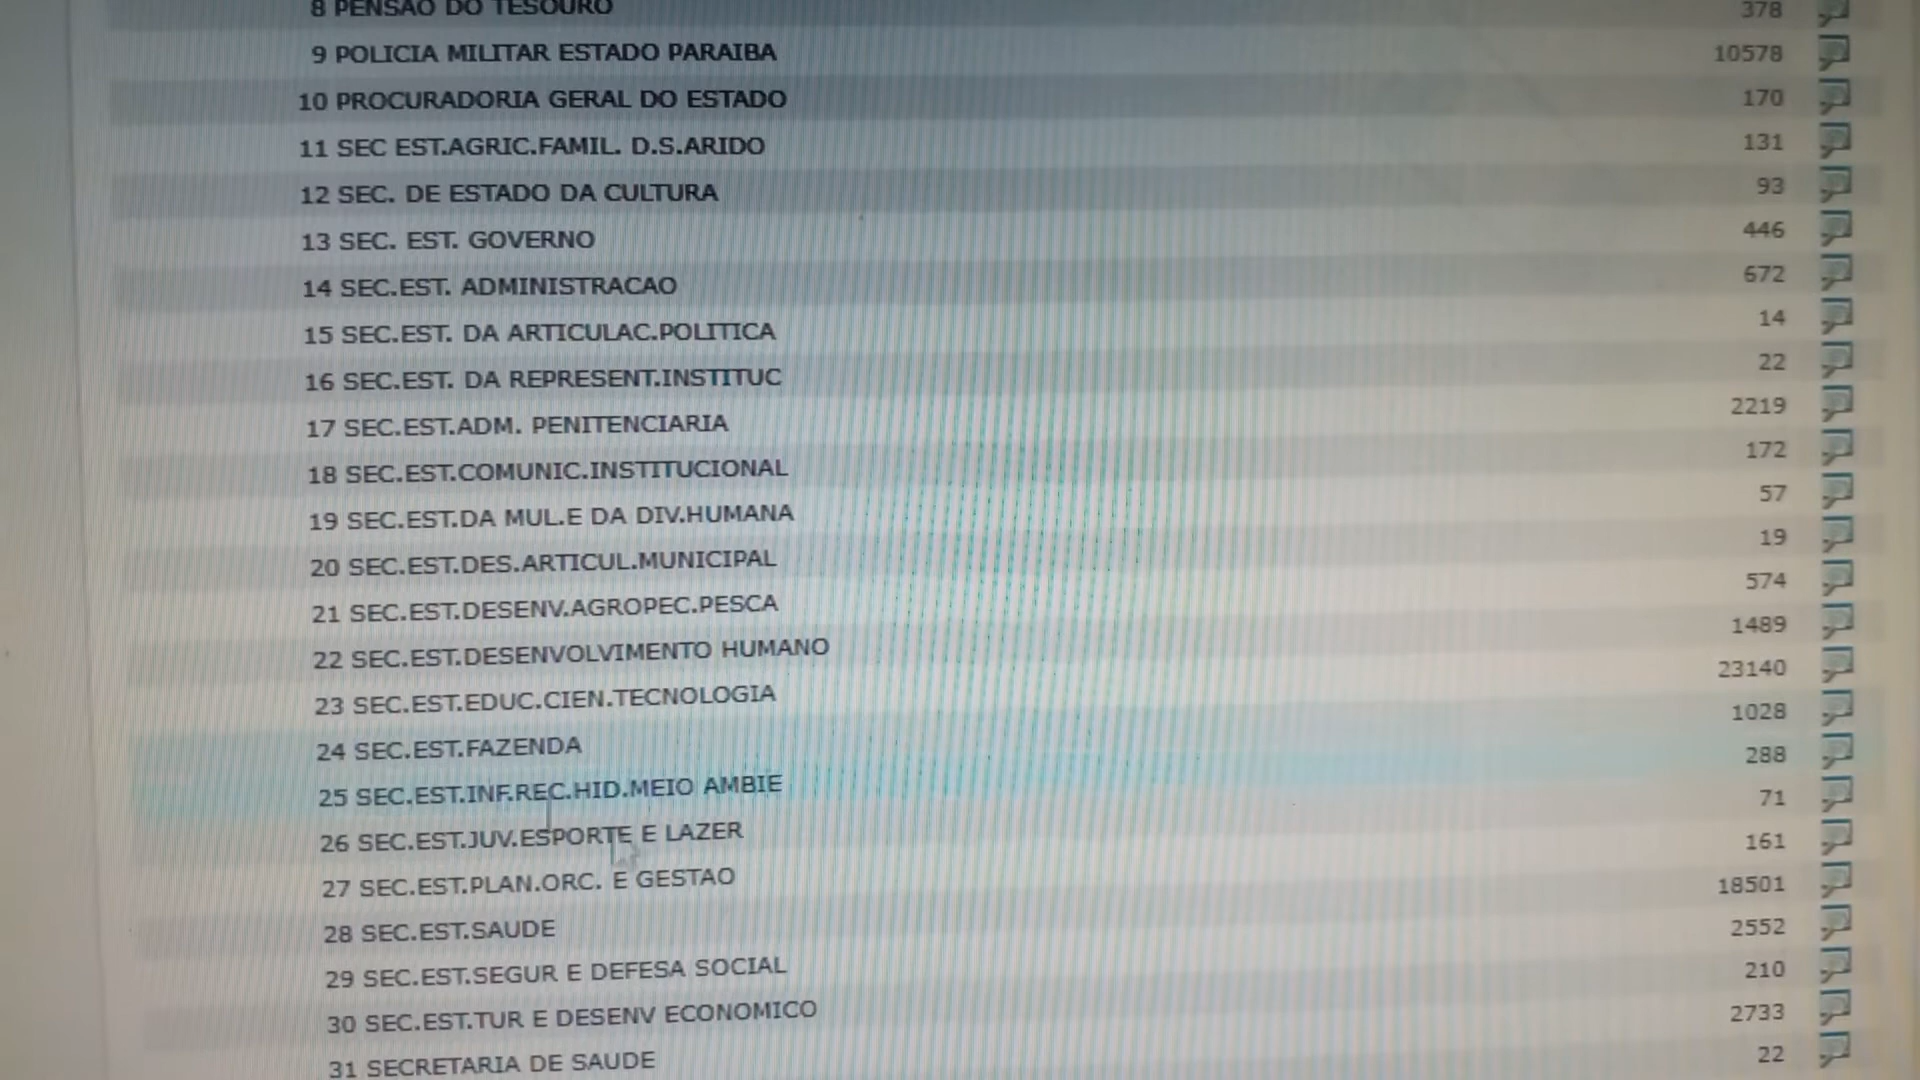 8 PENSAO DO TESOURO 378
9 POLICIA MILITAR ESTADO PARAIBA 10578
10 PROCURADORIA GERAL DO ESTADO 170
11 SEC EST.AGRIC.FAMIL. D.S.ARIDO 131
12 SEC. DE ESTADO DA CULTURA 93
13 SEC. EST. GOVERNO 446
14 SEC.EST. ADMINISTRACAO 672
15 SEC.EST. DA ARTICULAC.POLITICA 14
16 SEC.EST. DA REPRESENT.INSTITUC 22
17 SEC.EST.ADM. PENITENCIARIA 2219
18 SEC.EST.COMUNIC.INSTITUCIONAL 172
19 SEC.EST.DA MUL.E DA DIV.HUMANA 57
20 SEC.EST.DES.ARTICUL.MUNICIPAL 19
21 SEC.EST.DESENV.AGROPEC.PESCA 574
22 SEC.EST.DESENVOLVIMENTO HUMANO 1489
23 SEC.EST.EDUC.CIEN.TECNOLOGIA 23140
24 SEC.EST.FAZENDA 1028
25 SEC.EST.INF.REC.HID.MEIO AMBIE 288
26 SEC.EST.JUV.ESPORTE E LAZER 71
27 SEC.EST.PLAN.ORC. E GESTAO 161
28 SEC.EST.SAUDE 18501
29 SEC.EST.SEGUR E DEFESA SOCIAL 2552
30 SEC.EST.TUR E DESENV ECONOMICO 210
31 SECRETARIA DE SAUDE 2733
22